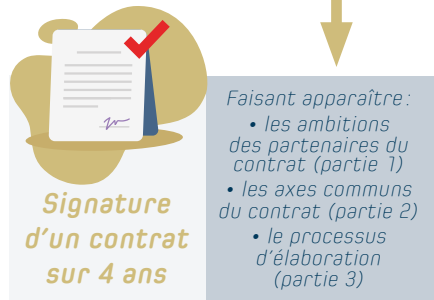 Signature
d'un contrat
sur 4 ans
Faisant apparaître :
• les ambitions
des partenaires du
contrat (partie 1)
• les axes communs
du contrat (partie 2)
• le processus
d'élaboration
(partie 3)